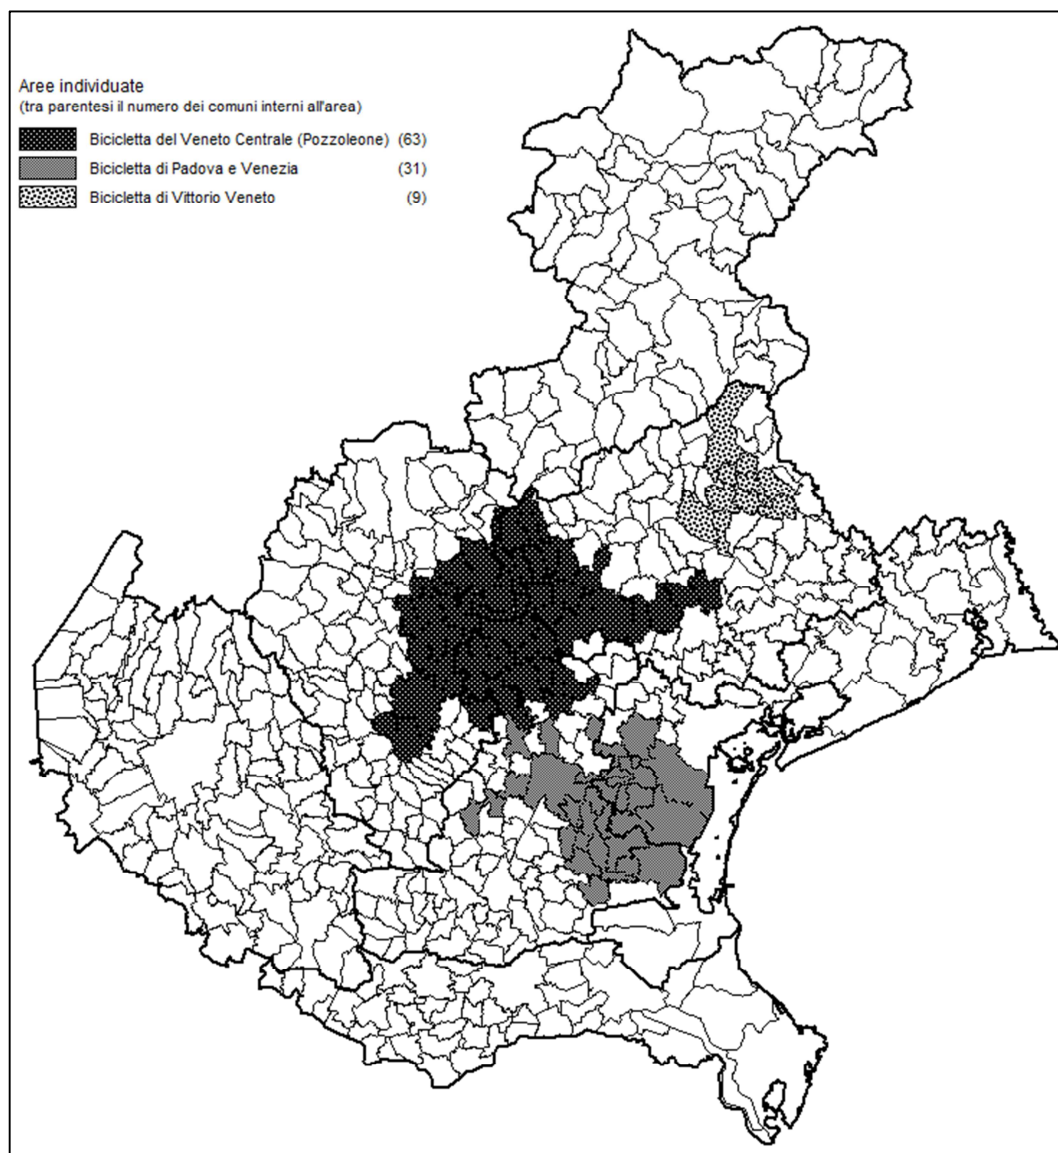 Aree individuate
(tra parentesi il numero dei comuni interni all'area)
Bicicletta del Veneto Centrale (Pozzoleone) (63)
Bicicletta di Padova e Venezia (31)
Bicicletta di Vittorio Veneto (9)